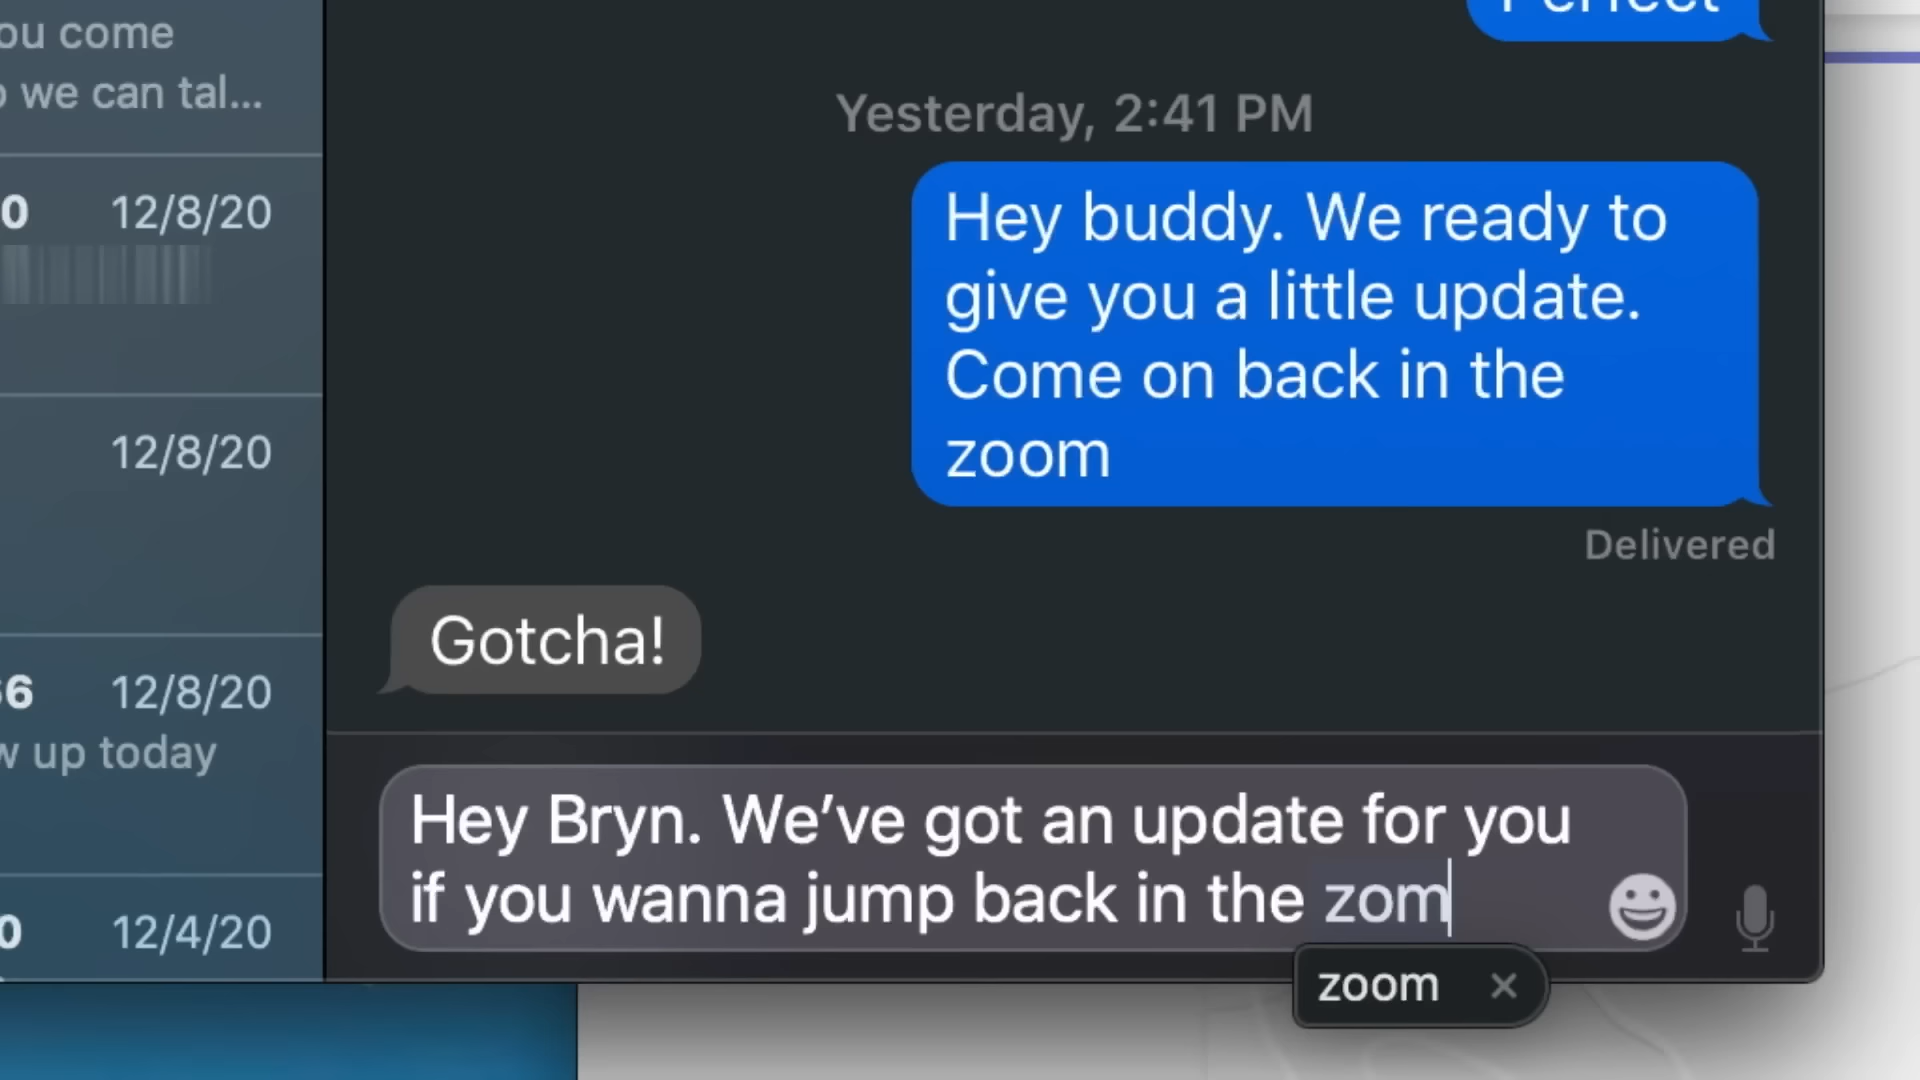 ou come
we can tal...
0 12/8/20
12/8/20
66 12/8/20
w up today
0 12/4/20
Perfect
Yesterday, 2:41 PM
Hey buddy. We ready to
give you a little update.
Come on back in the
zoom
Delivered
Gotcha!
Hey Bryn. We’ve got an update for you
if you wanna jump back in the zom
zoom ×